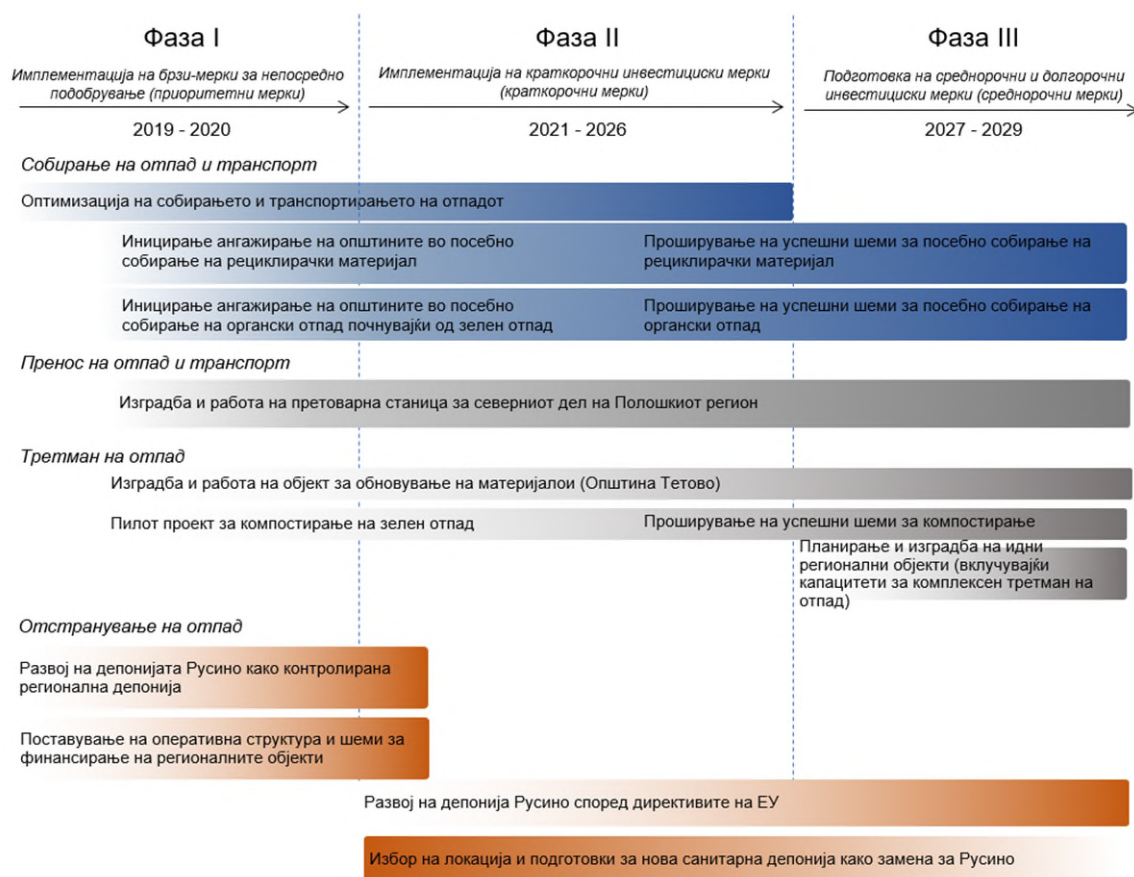 Фаза I
Фаза II
Фаза III
Имплементација на брзи-мерки за непосредно
подобрување (приоритетни мерки)
Имплементација на краткорочни инвестициски мерки
(краткорочни мерки)
Подготовка на среднорочни и долгорочни
инвестициски мерки (среднорочни мерки)
2019 - 2020
2021 - 2026
2027 - 2029
Собирање на отпад и транспорт
Оптимизација на собирањето и транспортирањето на отпадот
Иницирање ангажирање на општините во посебно
собирање на рециклирачки материјал
Проширување на успешни шеми за посебно собирање на
рециклирачки материјал
Иницирање ангажирање на општините во посебно
собирање на органски отпад почнувајќи од зелен отпад
Проширување на успешни шеми за посебно собирање на
органски отпад
Пренос на отпад и транспорт
Изградба и работа на претоварна станица за северниот дел на Полошкиот регион
Третман на отпад
Изградба и работа на објект за обновување на материјалои (Општина Тетово)
Пилот проект за компостирање на зелен отпад
Проширување на успешни шеми за компостирање
Планирање и изградба на идни
регионални објекти (вклучувајќи
капацитети за комплексен третман на
отпад)
Отстранување на отпад
Развој на депонијата Русино како контролирана
регионална депонија
Поставување на оперативна структура и шеми за
финансирање на регионалните објекти
Развој на депонија Русино според директивите на ЕУ
Избор на локација и подготовки за нова санитарна депонија како замена за Русино